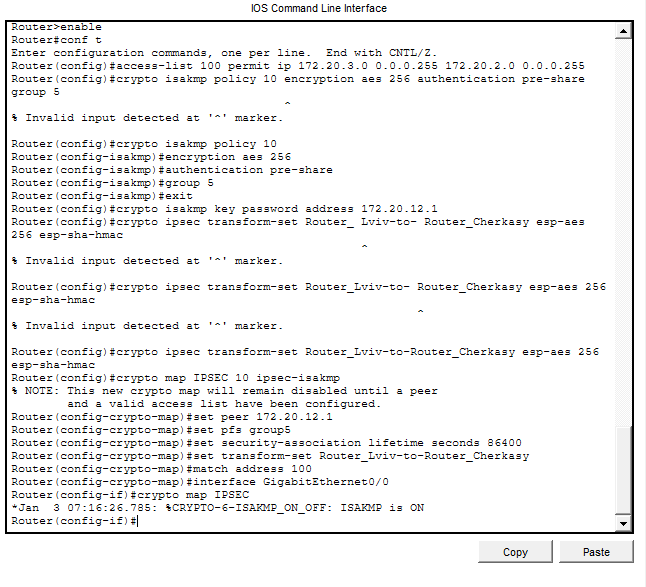 IOS Command Line Interface
Router>enable
Router#conf t
Enter configuration commands, one per line.  End with CNTL/Z.
Router(config)#access-list 100 permit ip 172.20.3.0 0.0.0.255 172.20.2.0 0.0.0.255
Router(config)#crypto isakmp policy 10 encryption aes 256 authentication pre-share
group 5
^
% Invalid input detected at '^' marker.
Router(config)#crypto isakmp policy 10
Router(config-isakmp)#encryption aes 256
Router(config-isakmp)#authentication pre-share
Router(config-isakmp)#group 5
Router(config-isakmp)#exit
Router(config)#crypto isakmp key password address 172.20.12.1
Router(config)#crypto ipsec transform-set Router_ Lviv-to- Router_Cherkasy esp-aes
256 esp-sha-hmac
^
% Invalid input detected at '^' marker.
Router(config)#crypto ipsec transform-set Router_Lviv-to- Router_Cherkasy esp-aes 256
esp-sha-hmac
^
% Invalid input detected at '^' marker.
Router(config)#crypto ipsec transform-set Router_Lviv-to-Router_Cherkasy esp-aes 256
esp-sha-hmac
Router(config)#crypto map IPSEC 10 ipsec-isakmp
% NOTE: This new crypto map will remain disabled until a peer
and a valid access list have been configured.
Router(config-crypto-map)#set peer 172.20.12.1
Router(config-crypto-map)#set pfs group5
Router(config-crypto-map)#set security-association lifetime seconds 86400
Router(config-crypto-map)#set transform-set Router_Lviv-to-Router_Cherkasy
Router(config-crypto-map)#match address 100
Router(config-crypto-map)#interface GigabitEthernet0/0
Router(config-if)#crypto map IPSEC
*Jan  3 07:16:26.785: %CRYPTO-6-ISAKMP_ON_OFF: ISAKMP is ON
Router(config-if)#
Copy Paste